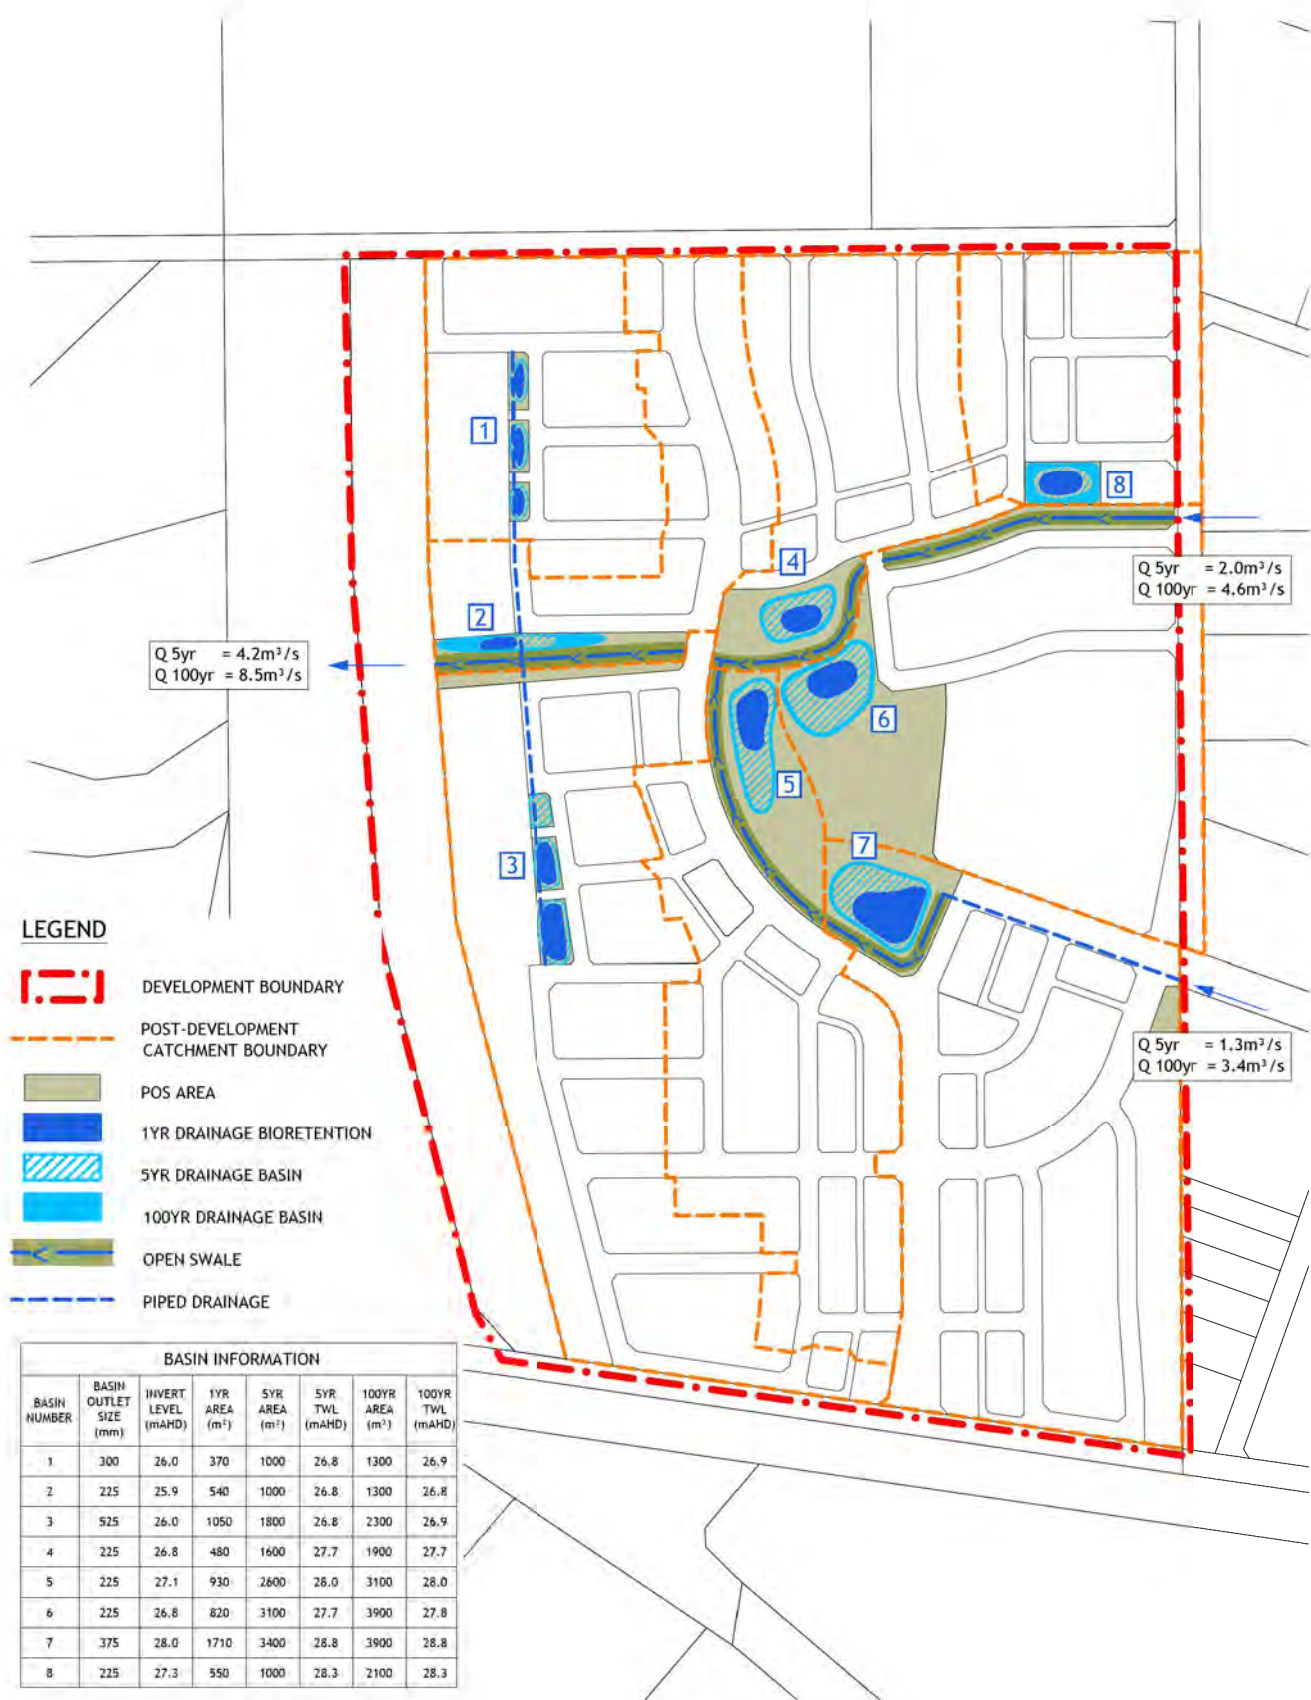 1
8
4
Q 5yr = 2.0m³/s
Q 100yr = 4.6m³/s
2
Q 5yr = 4.2m³/s
Q 100yr = 8.5m³/s
6
5
7
3
Q 5yr = 1.3m³/s
Q 100yr = 3.4m³/s
LEGEND
DEVELOPMENT BOUNDARY
POST-DEVELOPMENT
CATCHMENT BOUNDARY
POS AREA
1YR DRAINAGE BIORETENTION
5YR DRAINAGE BASIN
100YR DRAINAGE BASIN
OPEN SWALE
PIPED DRAINAGE
BASIN INFORMATION
BASIN NUMBER BASIN OUTLET SIZE (mm) INVERT LEVEL (mAHD) 1YR AREA (m²) 5YR AREA (m²) 5YR TWL (mAHD) 100YR AREA (m²) 100YR TWL (mAHD)
1 300 26.0 370 1000 26.8 1300 26.9
2 225 25.9 540 1000 26.8 1300 26.8
3 525 26.0 1050 1800 26.8 2300 26.9
4 225 26.8 480 1600 27.7 1900 27.7
5 225 27.1 930 2600 28.0 3100 28.0
6 225 26.8 820 3100 27.7 3900 27.8
7 375 28.0 1710 3400 28.8 3900 28.8
8 225 27.3 550 1000 28.3 2100 28.3